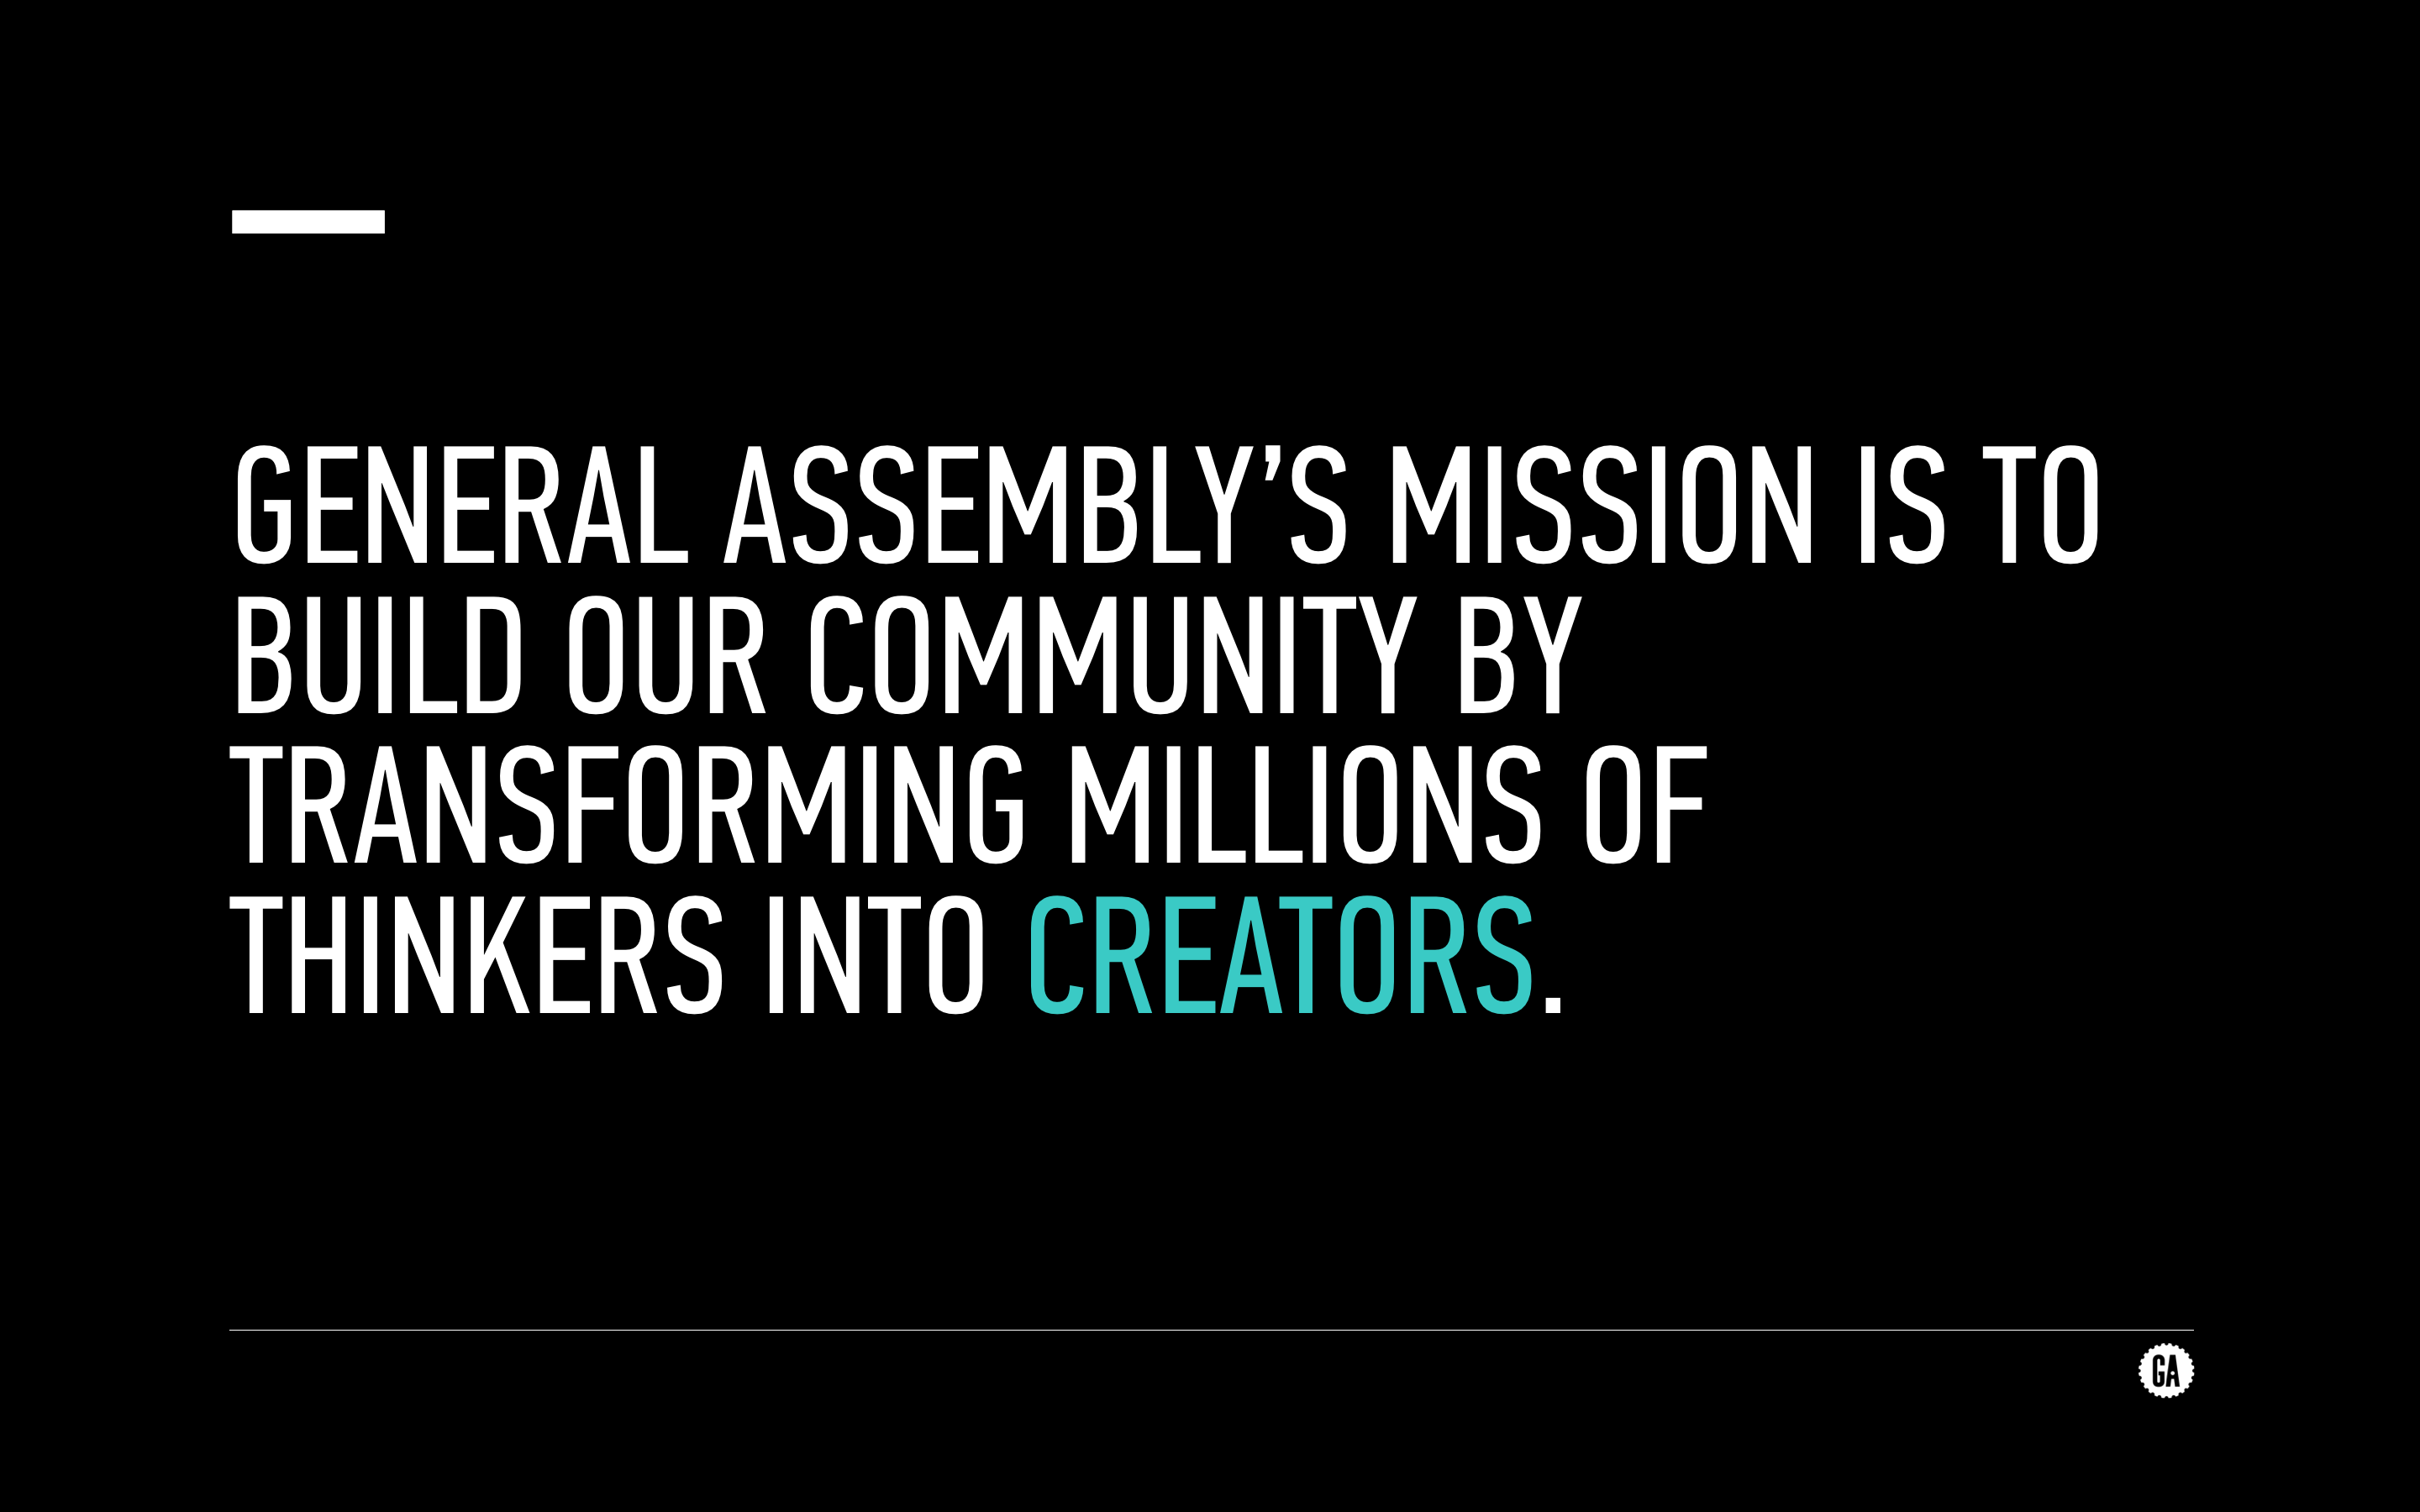 GENERAL ASSEMBLY’S MISSION IS TO
BUILD OUR COMMUNITY BY
TRANSFORMING MILLIONS OF
THINKERS INTO CREATORS.
GA